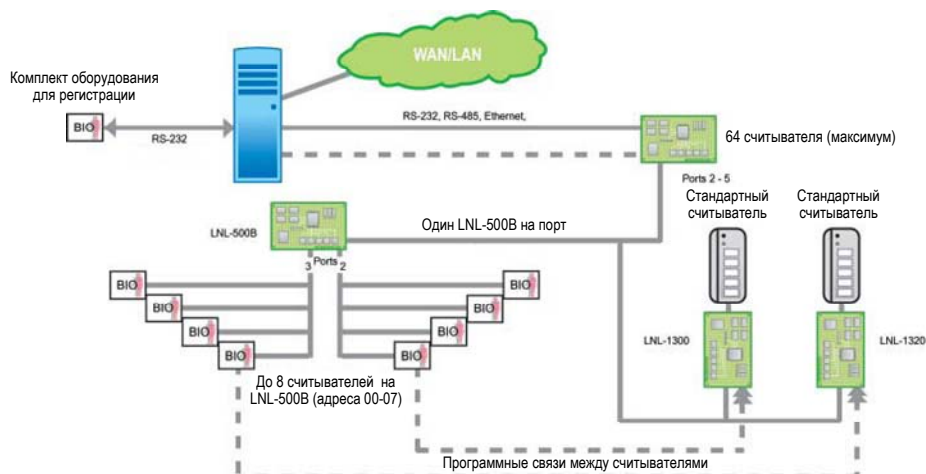 WAN/LAN
Комплект оборудования
для регистрации
BIO
RS-232
RS-232, RS-485, Ethernet,
64 считывателя (максимум)
Ports 2 - 5
Стандартный
считыватель
Стандартный
считыватель
LNL-500B
Один LNL-500B на порт
3 Ports 2
BIO
BIO
BIO
BIO
BIO
BIO
BIO
BIO
LNL-1300
LNL-1320
До 8 считывателей на
LNL-500B (адреса 00-07)
Программные связи между считывателями